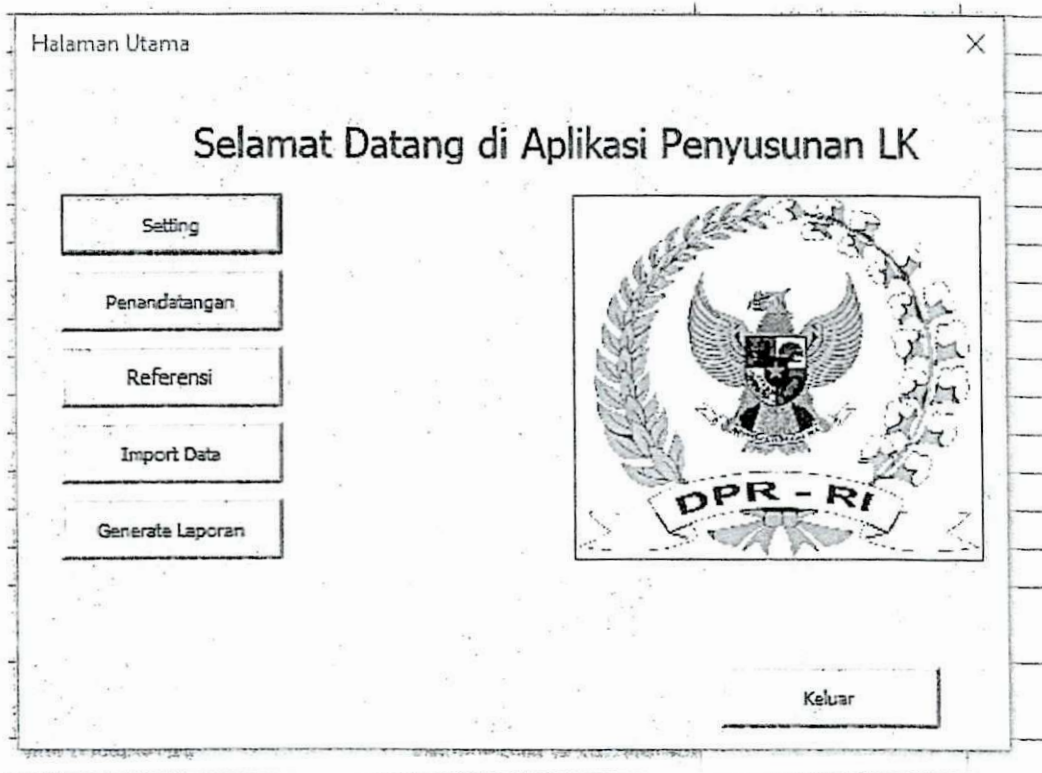 Halaman Utama
Selamat Datang di Aplikasi Penyusunan LK
Setting
Penandatangan
Referensi
Import Data
Generate Laporan
DPR - RI
Keluar